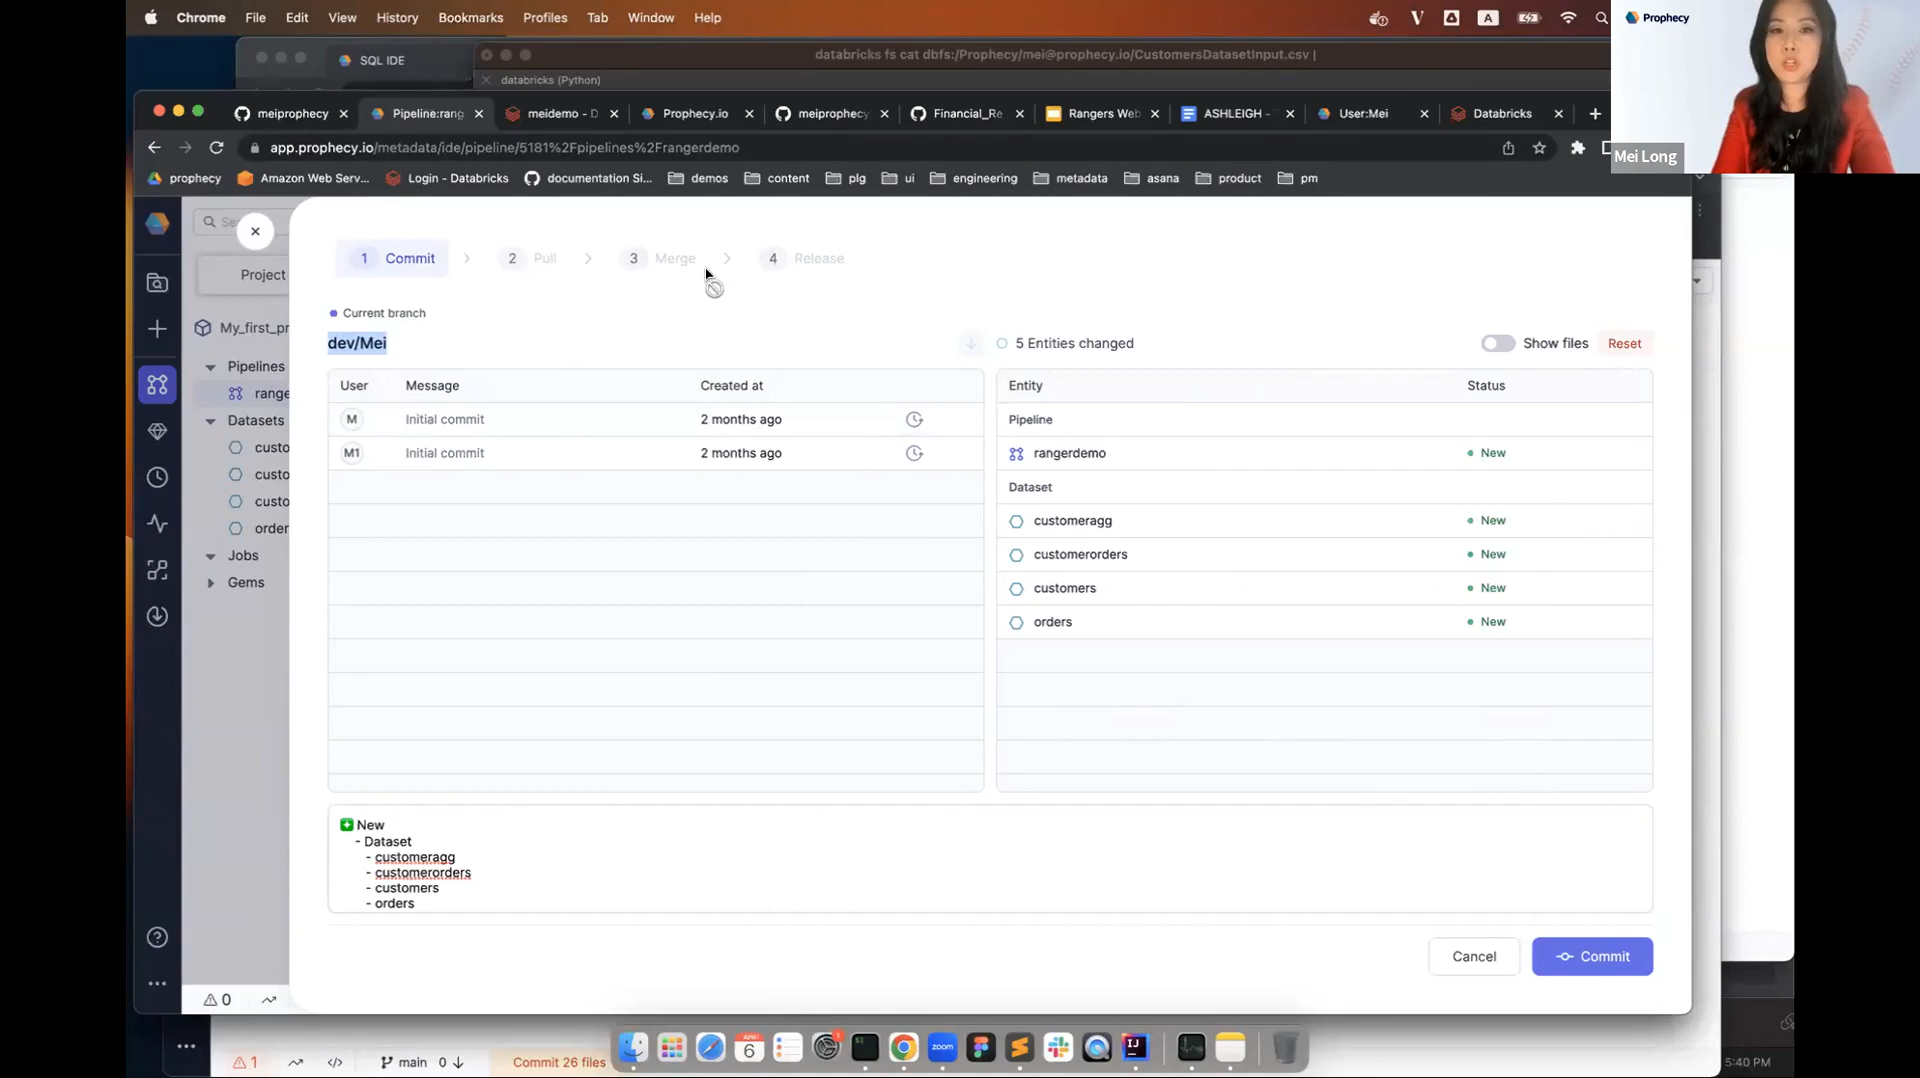 Chrome File Edit View History Bookmarks Profiles Tab Window Help
Prophecy
SQL IDE
databricks fs cat dbfs:/Prophecy/mei@prophecy.io/CustomersDatasetInput.csv |
databricks (Python)
meiprophecy
Pipeline:rang
meidemo - D
Prophecy.io
meiprophecy
Financial_Re
Rangers Web
ASHLEIGH -
User:Mei
Databricks
app.prophecy.io/metadata/ide/pipeline/5181%2Fpipelines%2Frangerdemo
Mei Long
prophecy
Amazon Web Serv...
Login - Databricks
documentation Si...
demos
content
plg
ui
engineering
metadata
asana
product
pm
Project
My_first_pr
Pipelines
range
Datasets
custo
custo
custo
order
Jobs
Gems
1 Commit
2 Pull
3 Merge
4 Release
Current branch
dev/Mei
5 Entities changed
Show files
Reset
User Message Created at
M Initial commit 2 months ago
M1 Initial commit 2 months ago
Entity Status
Pipeline
rangerdemo New
Dataset
customeragg New
customerorders New
customers New
orders New
New
- Dataset
- customeragg
- customerorders
- customers
- orders
Cancel
Commit
0
1
main 0
Commit 26 files
5:40 PM
6
zoom
IJ